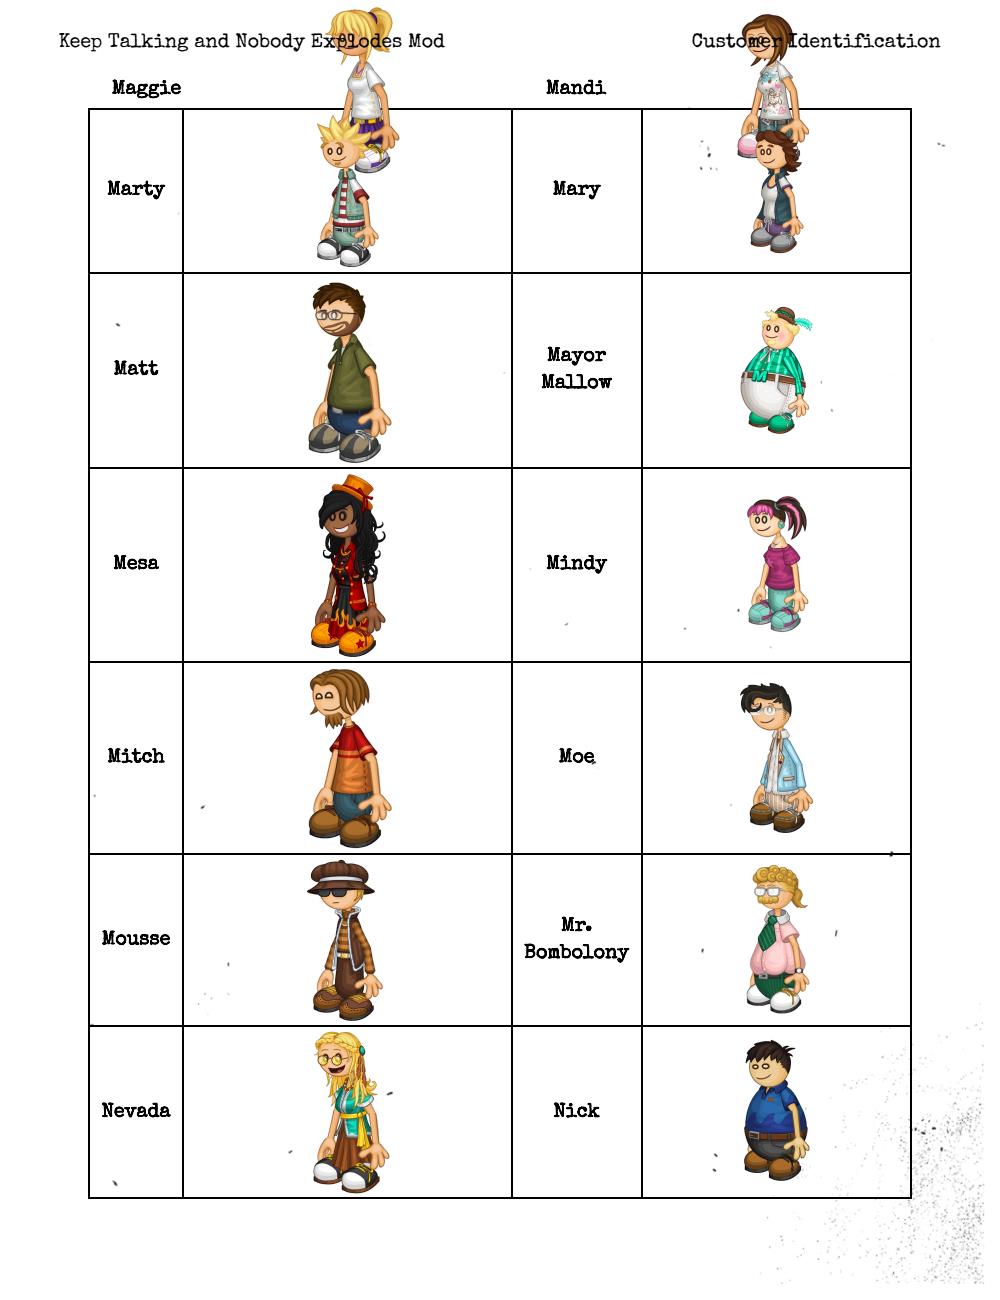 Keep Talking and Nobody Explodes Mod
Customer Identification
Maggie
Mandi
Marty
Mary
Matt
Mayor
Mallow
Mesa
Mindy
Mitch
Moe
Mousse
Mr.
Bombolony
Nevada
Nick